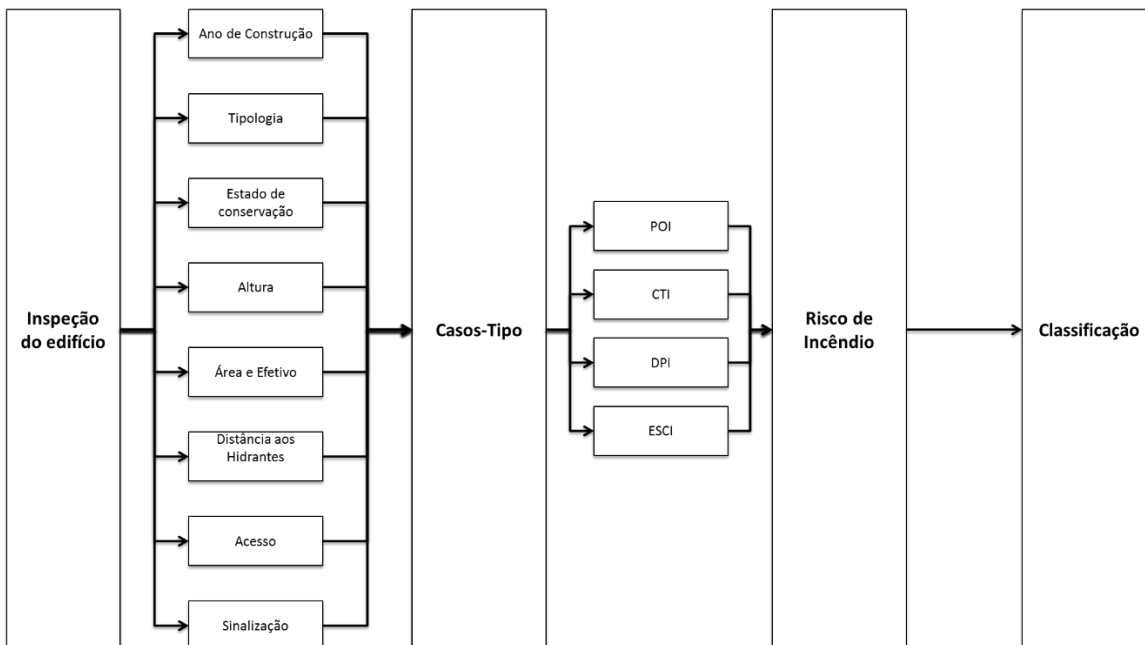 Inspeção
do edifício
Ano de Construção
Tipologia
Estado de
conservação
Altura
Área e Efetivo
Distância aos
Hidrantes
Acesso
Sinalização
Casos-Tipo
POI
CTI
DPI
ESCI
Risco de
Incêndio
Classificação